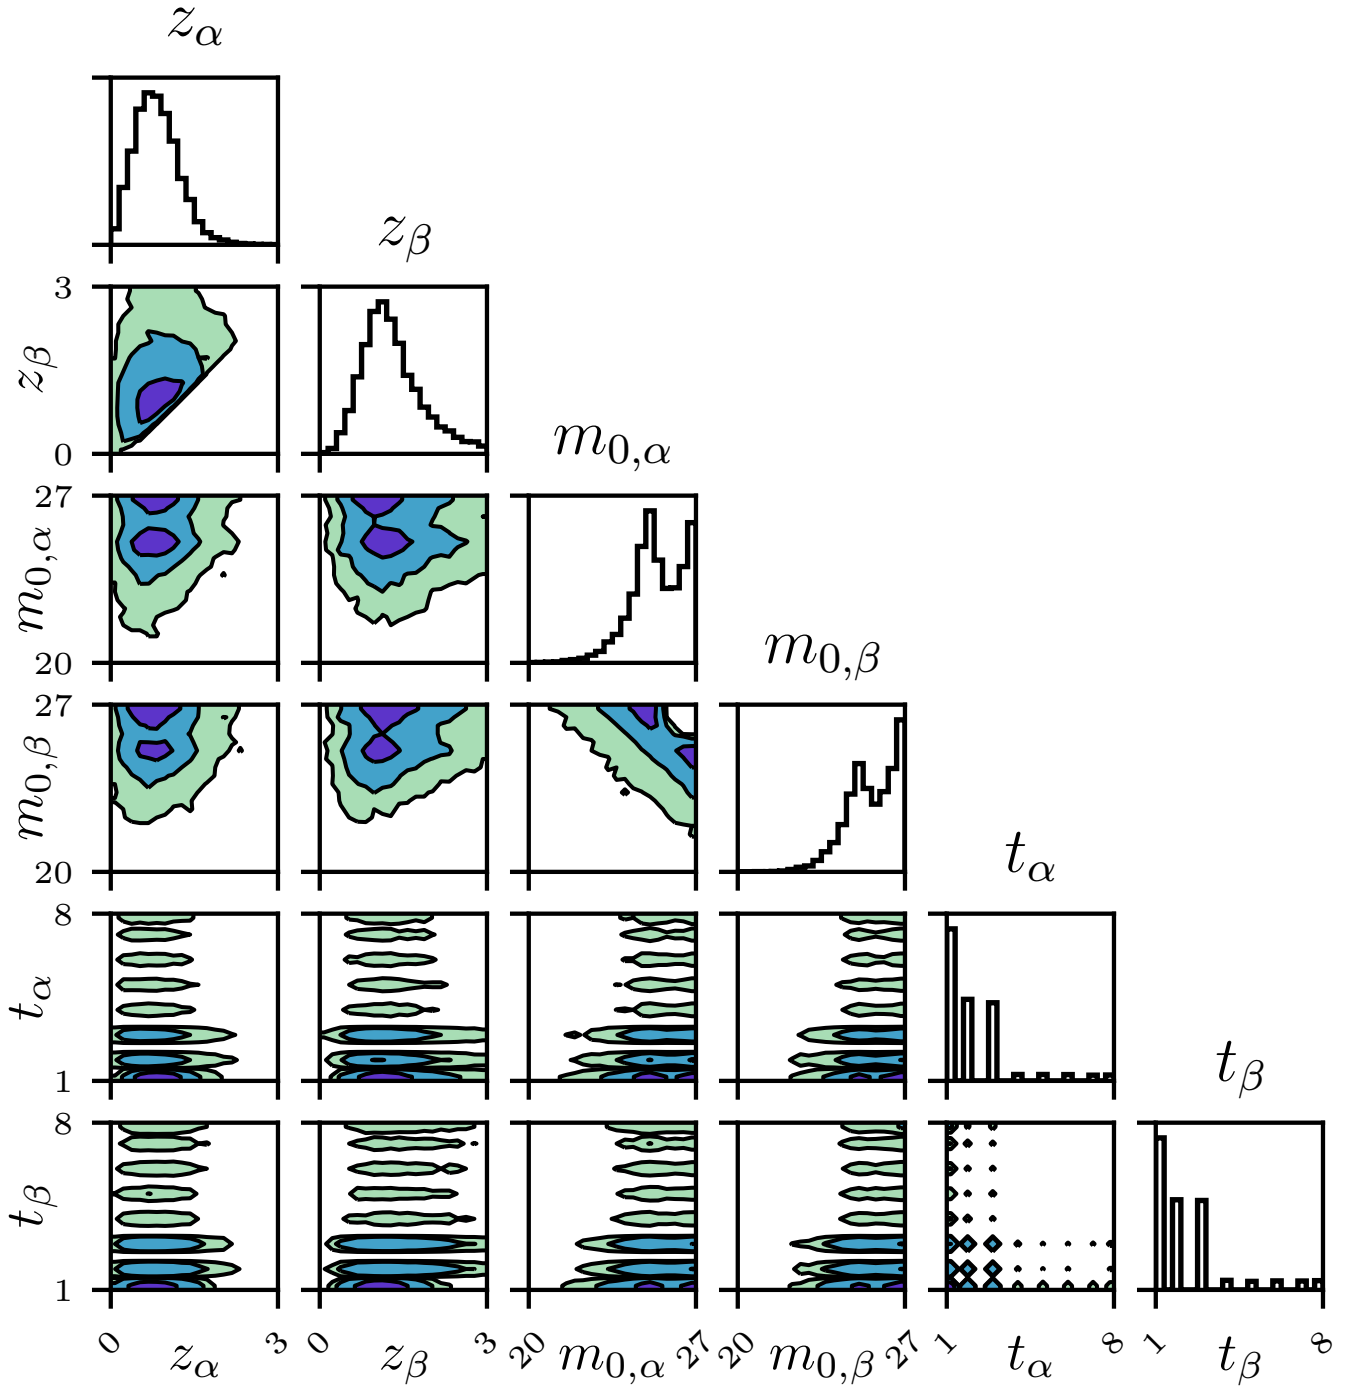 z_α
z_β
m_{0,α}
m_{0,β}
t_α
t_β
3
z_β
0
27
m_{0,α}
20
27
m_{0,β}
20
8
t_α
1
8
t_β
1
0 3 0 3 20 27 20 27 1 8 1 8
z_α z_β m_{0,α} m_{0,β} t_α t_β